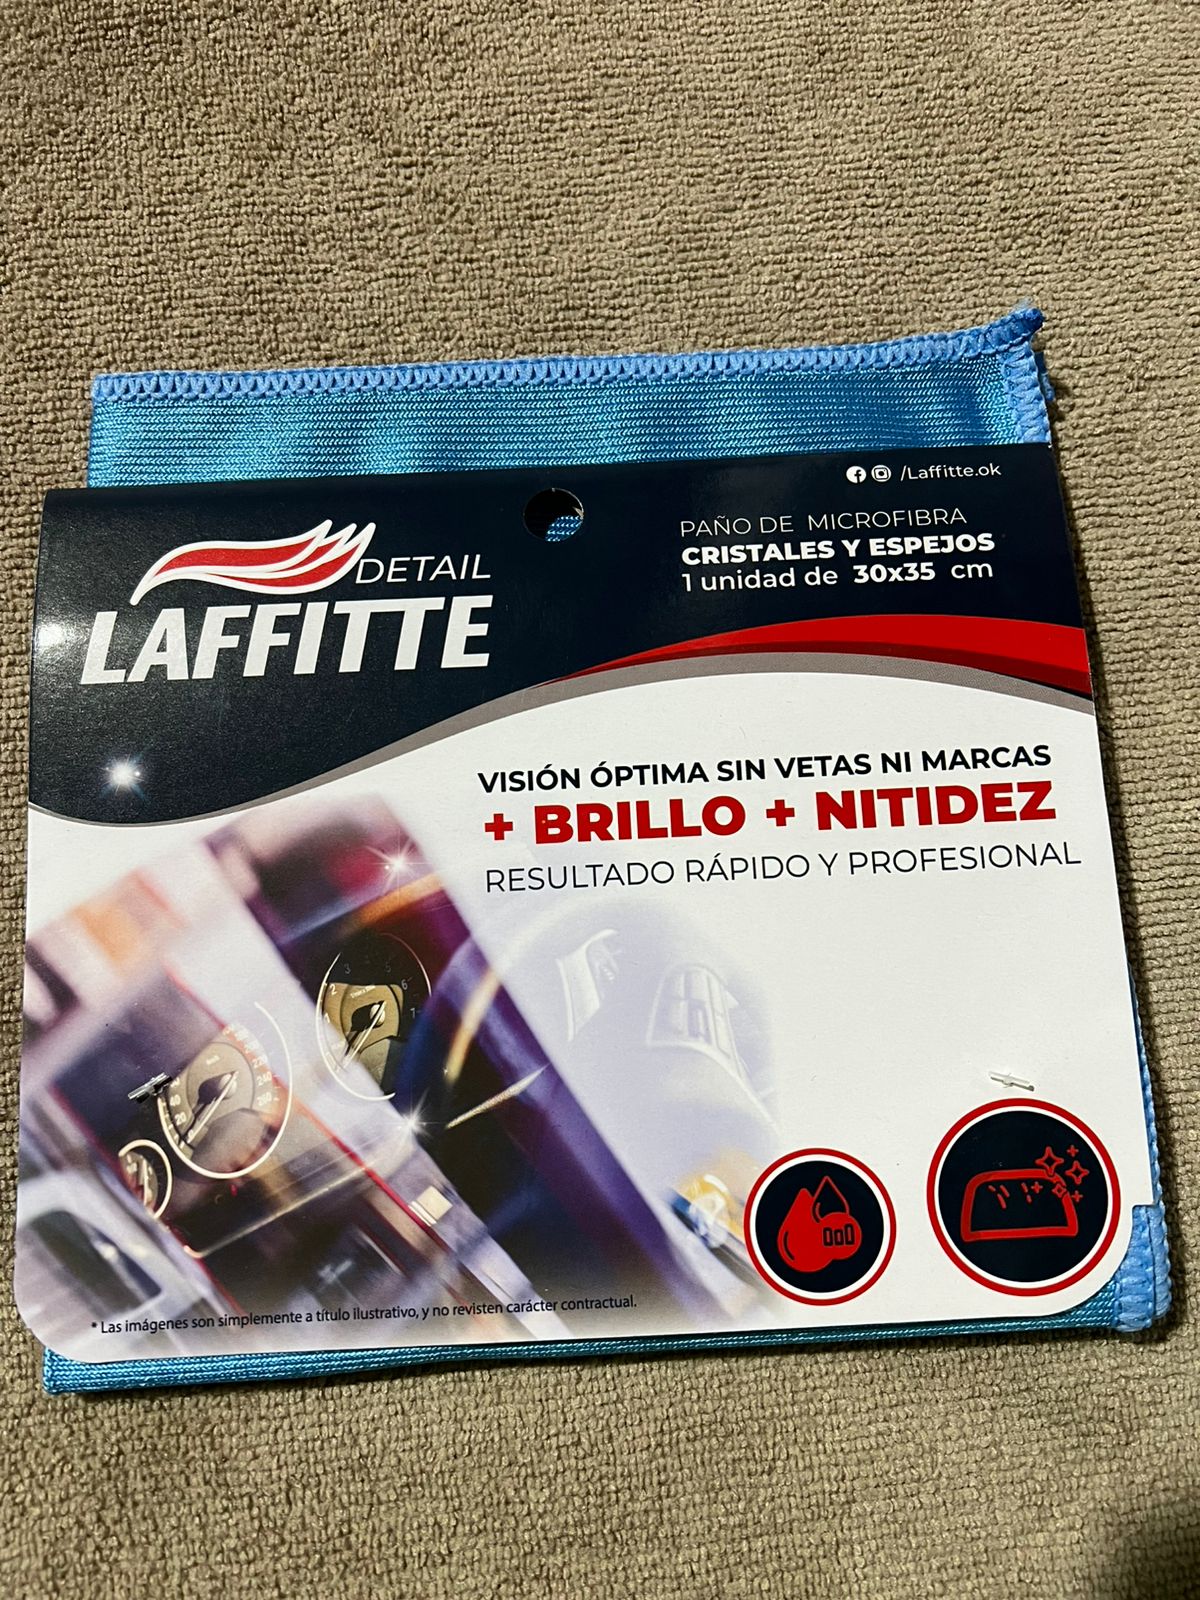 /Laffitte.ok
DETAIL
LAFFITTE
PAÑO DE MICROFIBRA
CRISTALES Y ESPEJOS
1 unidad de 30x35 cm
VISIÓN ÓPTIMA SIN VETAS NI MARCAS
+ BRILLO + NITIDEZ
RESULTADO RÁPIDO Y PROFESIONAL
* Las imágenes son simplemente a título ilustrativo, y no revisten carácter contractual.